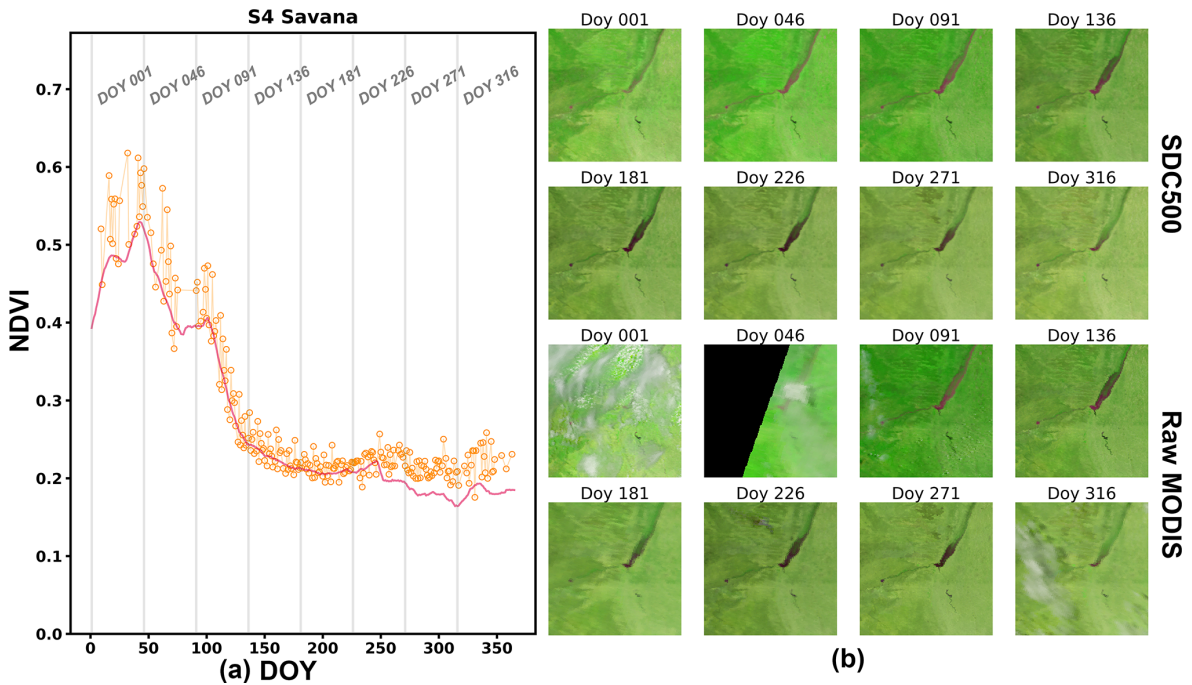 S4 Savana
NDVI
0.7
0.6
0.5
0.4
0.3
0.2
0.1
0.0
DOY 001
DOY 046
DOY 091
DOY 136
DOY 181
DOY 226
DOY 271
DOY 316
0 50 100 150 200 250 300 350
(a) DOY
Doy 001 Doy 046 Doy 091 Doy 136
Doy 181 Doy 226 Doy 271 Doy 316
SDC500
Doy 001 Doy 046 Doy 091 Doy 136
Doy 181 Doy 226 Doy 271 Doy 316
Raw MODIS
(b)